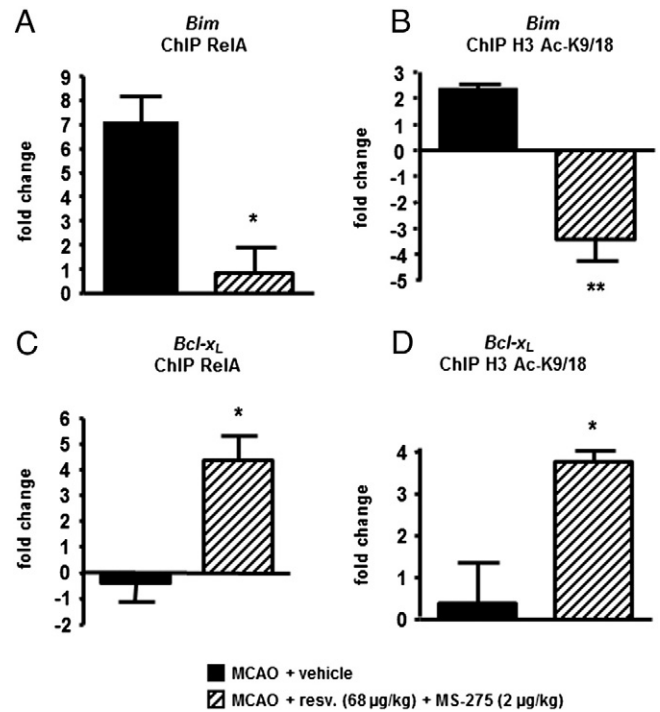 A
Bim
ChIP RelA
fold change
9
8
7
6
5
4
3
2
1
0
*
B
Bim
ChIP H3 Ac-K9/18
fold change
3
2
1
0
-1
-2
-3
-4
-5
**
C
Bcl-xL
ChIP RelA
fold change
6
5
4
3
2
1
0
-1
-2
*
D
Bcl-xL
ChIP H3 Ac-K9/18
fold change
4
3
1
0
*
MCAO + vehicle
MCAO + resv. (68 µg/kg) + MS-275 (2 µg/kg)